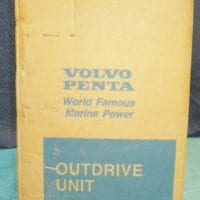 VOLVO
PENTA
World Famous
Marine Power
OUTDRIVE
UNIT